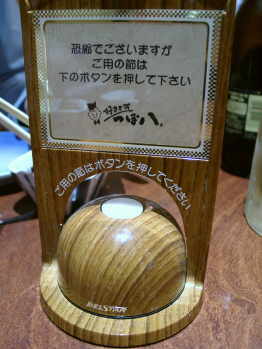 恐縮でございますが
ご用の節は
下のボタンを押して下さい
つぼ八
ご用の節はボタンを押してください